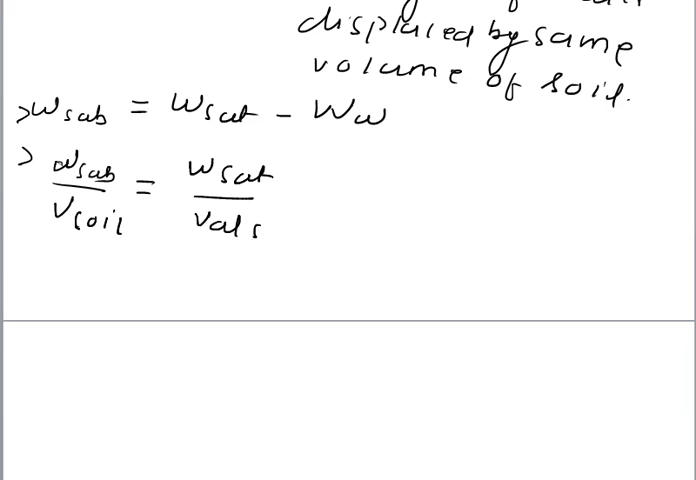 displaced by same
volume of soil.
> Wsub = Wsat - Ww
> Wsub / Vsoil = Wsat / Vols